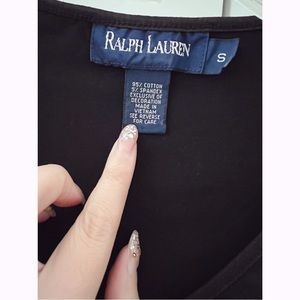 RALPH LAUREN
S
95% COTTON
5% SPANDEX
EXCLUSIVE OF
DECORATION
MADE IN
VIETNAM
SEE REVERSE
FOR CARE